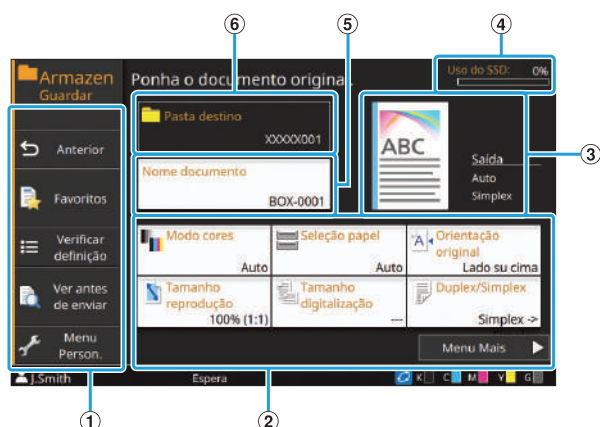 ⑥
⑤
④
Armazen
Guardar
Ponha o documento original.
Uso do SSD: 0%
Pasta destino
XXXXX001
Nome documento
BOX-0001
ABC
Saída
Auto
Simplex
③
Anterior
Favoritos
Verificar
definição
Ver antes
de enviar
Menu
Person.
Modo cores
Auto
Seleção papel
Auto
Orientação
original
Lado su cima
Tamanho
reprodução
100% (1:1)
Tamanho
digitalização
---
Duplex/Simplex
Simplex ->
Menu Mais
J.Smith
Espera
K C M Y G
①
②